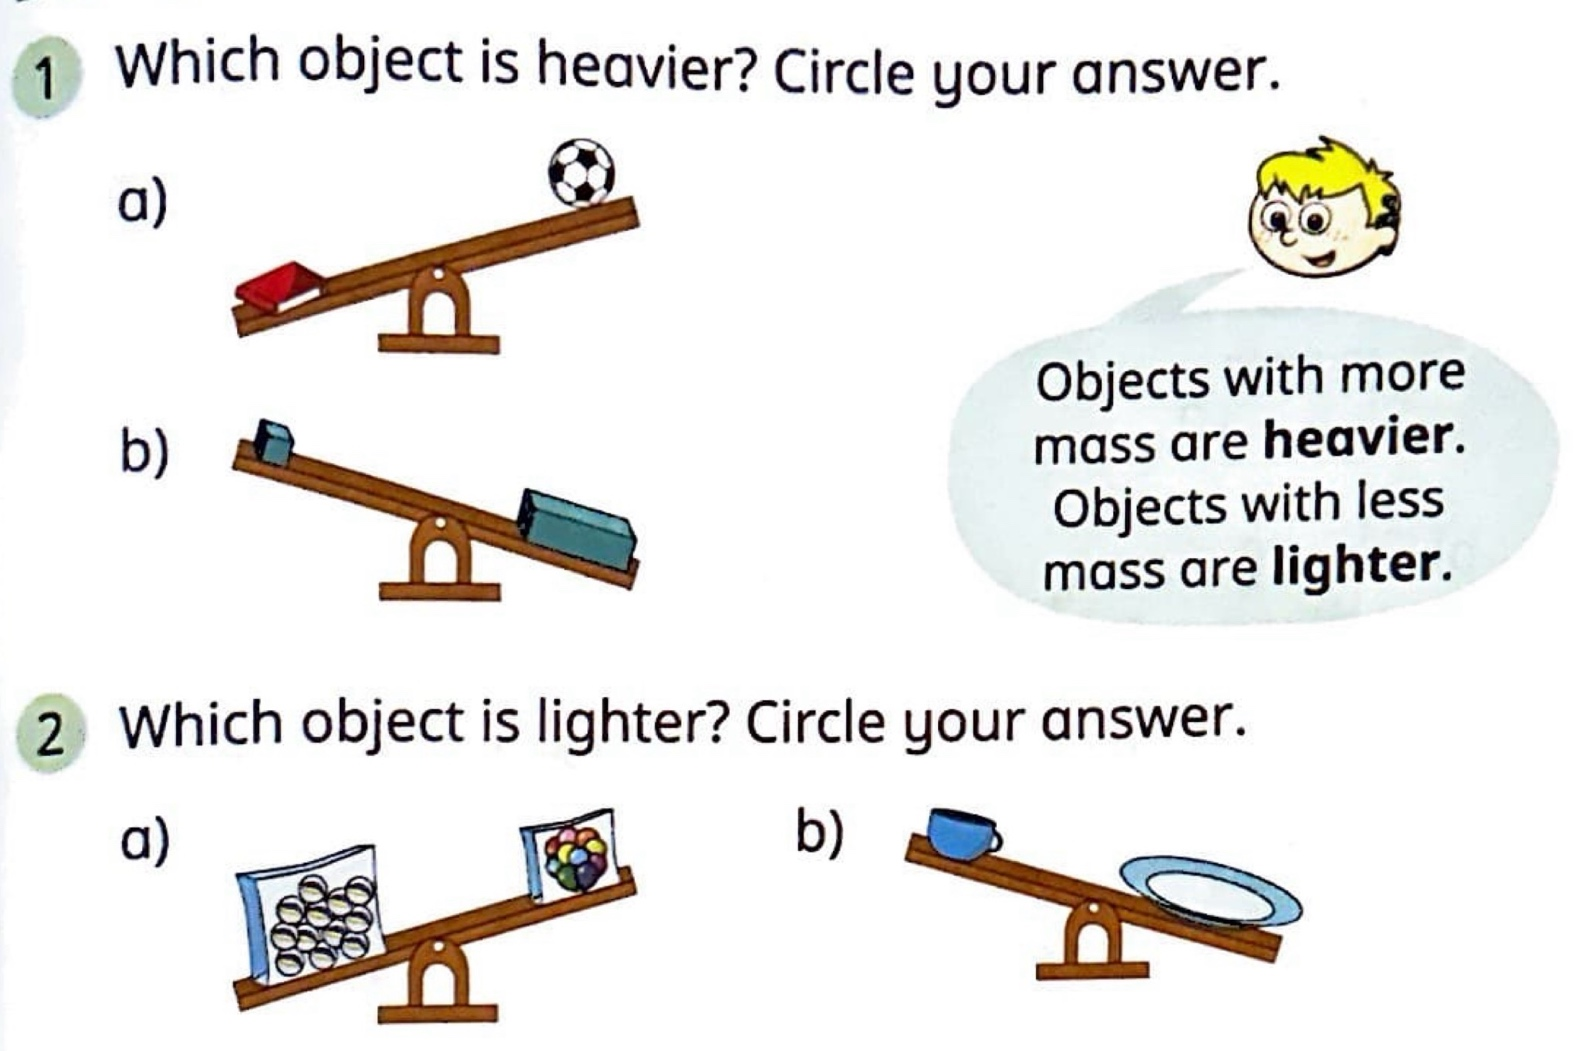 1 Which object is heavier? Circle your answer.
a)
b)
Objects with more
mass are heavier.
Objects with less
mass are lighter.
2 Which object is lighter? Circle your answer.
a)
b)